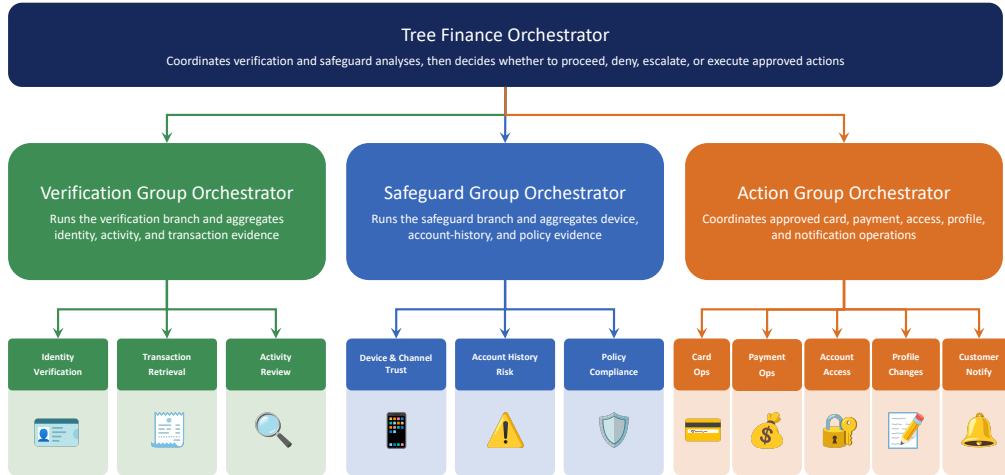 Tree Finance Orchestrator
Coordinates verification and safeguard analyses, then decides whether to proceed, deny, escalate, or execute approved actions
Verification Group Orchestrator
Runs the verification branch and aggregates
identity, activity, and transaction evidence
Safeguard Group Orchestrator
Runs the safeguard branch and aggregates device,
account-history, and policy evidence
Action Group Orchestrator
Coordinates approved card, payment, access, profile,
and notification operations
Identity
Verification
Transaction
Retrieval
Activity
Review
Device & Channel
Trust
Account History
Risk
Policy
Compliance
Card
Ops
Payment
Ops
Account
Access
Profile
Changes
Customer
Notify